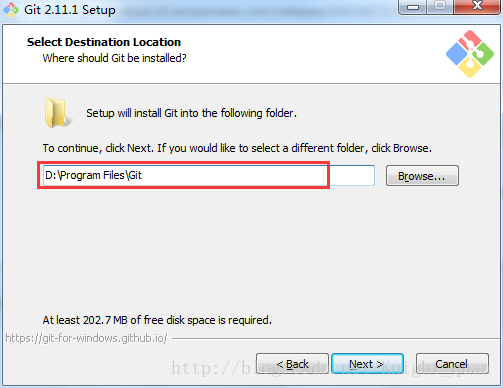 Git 2.11.1 Setup
Select Destination Location
Where should Git be installed?
Setup will install Git into the following folder.
To continue, click Next. If you would like to select a different folder, click Browse.
D:\Program Files\Git
Browse...
At least 202.7 MB of free disk space is required.
https://git-for-windows.github.io/
< Back
Next >
Cancel